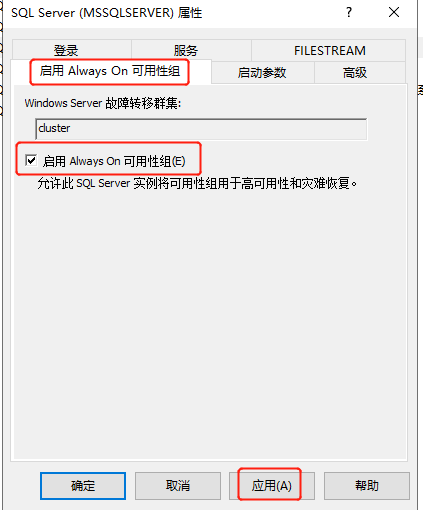 SQL Server (MSSQLSERVER) 属性 ?
登录 服务 FILESTREAM
启用 Always On 可用性组 启动参数 高级
Windows Server 故障转移群集:
cluster
启用 Always On 可用性组(E)
允许此 SQL Server 实例将可用性组用于高可用性和灾难恢复。
确定 取消 应用(A) 帮助